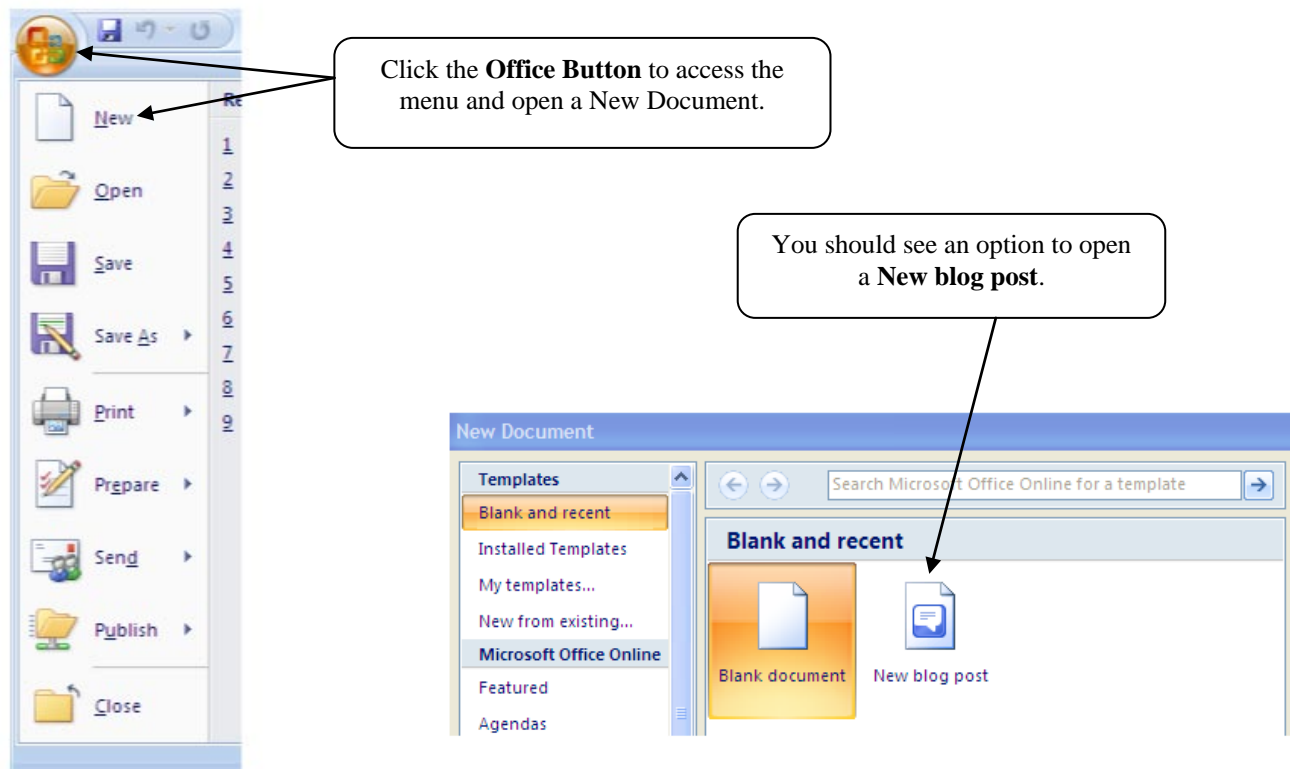 Click the Office Button to access the
menu and open a New Document.
New
Re
1
Open
2
3
Save
4
5
Save As
6
7
Print
8
9
Prepare
Send
Publish
Close
You should see an option to open
a New blog post.
New Document
Templates
Blank and recent
Installed Templates
My templates...
New from existing...
Microsoft Office Online
Featured
Agendas
Search Microsoft Office Online for a template
Blank and recent
Blank document
New blog post